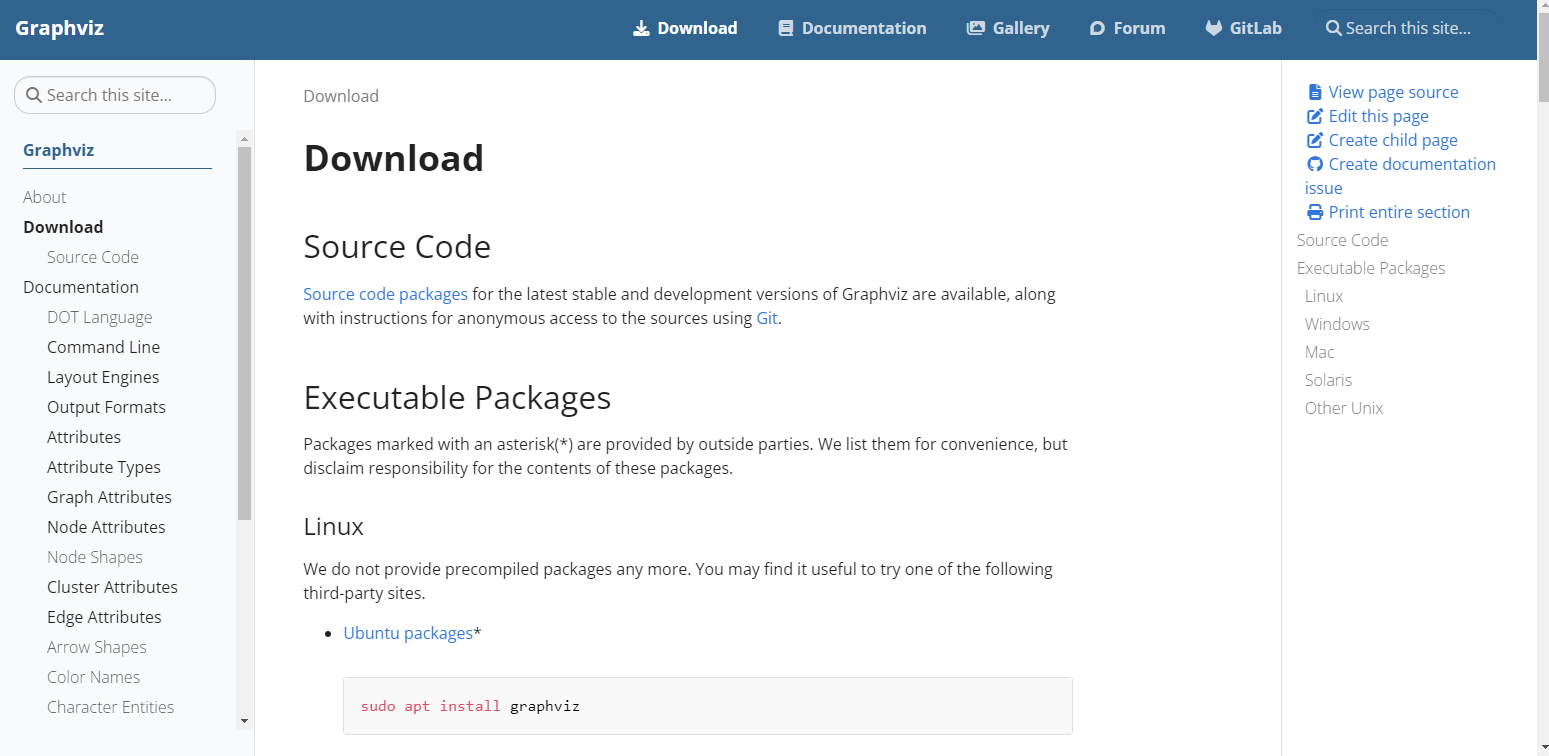 Graphviz
Download
Documentation
Gallery
Forum
GitLab
Search this site...
Search this site...
Graphviz
About
Download
Source Code
Documentation
DOT Language
Command Line
Layout Engines
Output Formats
Attributes
Attribute Types
Graph Attributes
Node Attributes
Node Shapes
Cluster Attributes
Edge Attributes
Arrow Shapes
Color Names
Character Entities
Download
Download
Source Code
Source code packages for the latest stable and development versions of Graphviz are available, along
with instructions for anonymous access to the sources using Git.
Executable Packages
Packages marked with an asterisk(*) are provided by outside parties. We list them for convenience, but
disclaim responsibility for the contents of these packages.
Linux
We do not provide precompiled packages any more. You may find it useful to try one of the following
third-party sites.
• Ubuntu packages*
sudo apt install graphviz
View page source
Edit this page
Create child page
Create documentation
issue
Print entire section
Source Code
Executable Packages
Linux
Windows
Mac
Solaris
Other Unix